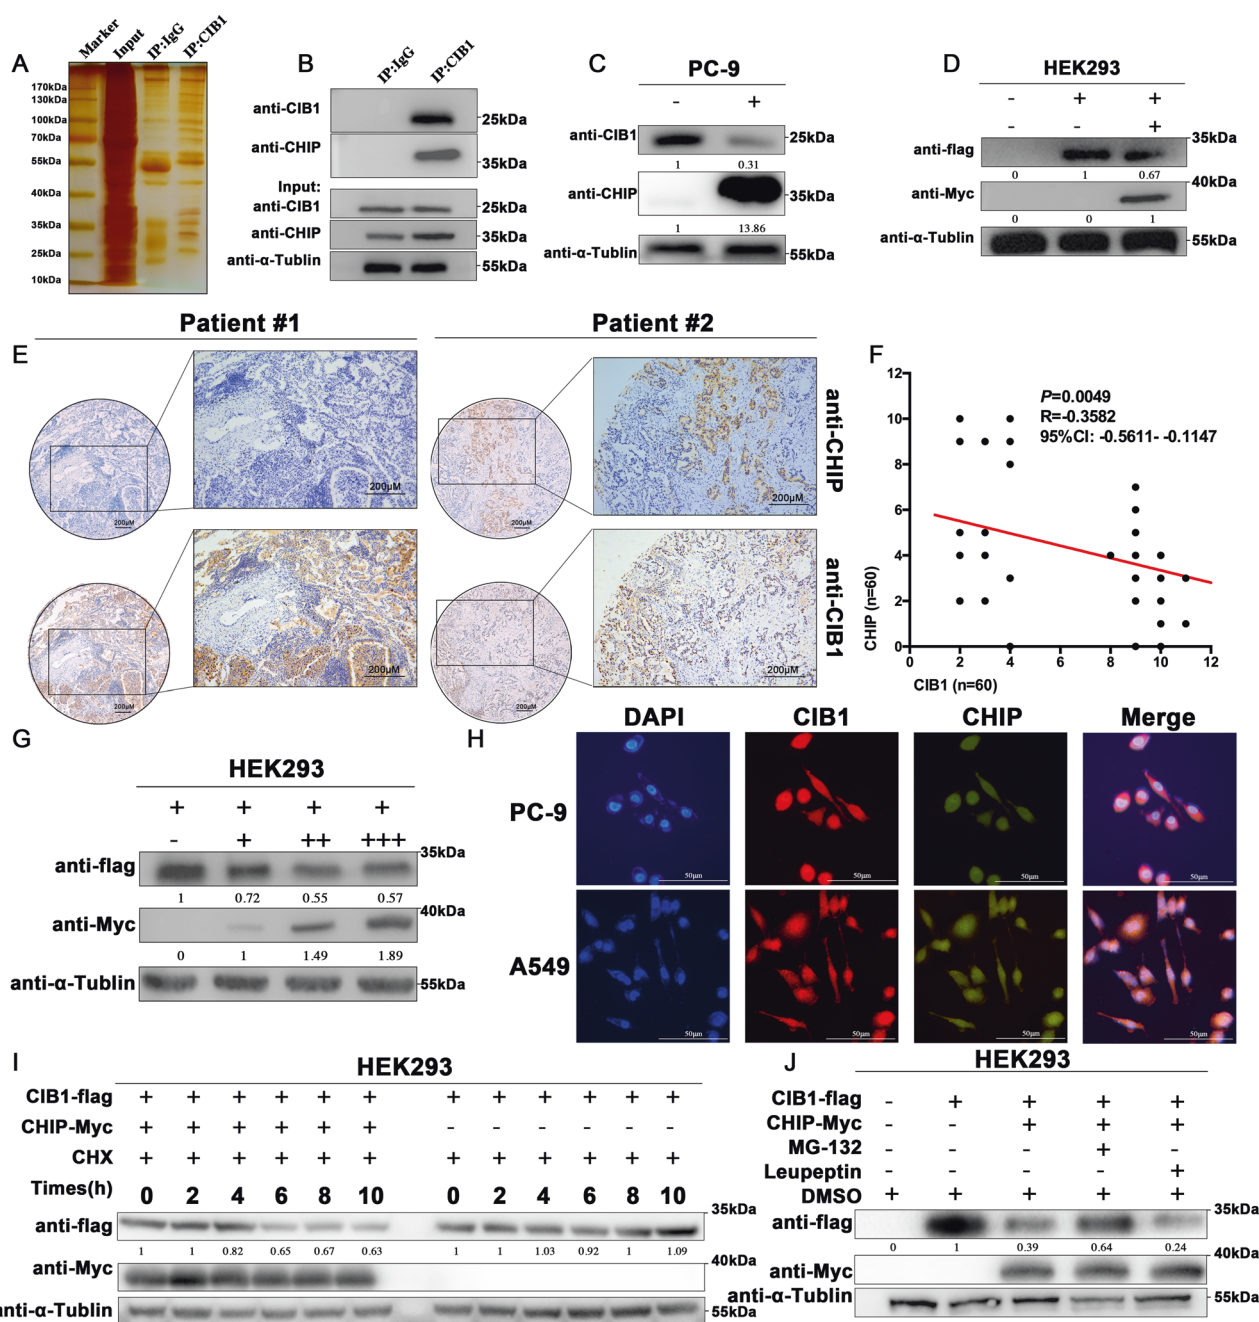 A
Marker
Input
IP:IgG
IP:CIB1
170kDa
130kDa
100kDa
70kDa
55kDa
40kDa
35kDa
25kDa
10kDa
B
IP:IgG
IP:CIB1
anti-CIB1
25kDa
anti-CHIP
35kDa
Input:
anti-CIB1
25kDa
anti-CHIP
35kDa
anti-α-Tublin
55kDa
C
PC-9
- +
anti-CIB1
25kDa
1 0.31
anti-CHIP
35kDa
1 13.86
anti-α-Tublin
55kDa
D
HEK293
- + +
- - +
35kDa
anti-flag
0 1 0.67
40kDa
anti-Myc
0 0 1
anti-α-Tublin
55kDa
E
Patient #1
Patient #2
200μM
200μM
200μM
200μM
anti-CHIP
200μM
200μM
200μM
200μM
anti-CIB1
F
P=0.0049
R=-0.3582
95%CI: -0.5611- -0.1147
12
10
8
6
4
2
0
CHIP (n=60)
0 2 4 6 8 10 12
CIB1 (n=60)
G
HEK293
+ + + +
- + ++ +++
35kDa
anti-flag
1 0.72 0.55 0.57
40kDa
anti-Myc
0 1 1.49 1.89
anti-α-Tublin
55kDa
H
DAPI CIB1 CHIP Merge
PC-9
50μm 50μm 50μm 50μm
A549
50μm 50μm 50μm 50μm
I
HEK293
CIB1-flag + + + + + + + + + + + +
CHIP-Myc + + + + + + - - - - - -
CHX + + + + + + + + + + + +
Times(h) 0 2 4 6 8 10 0 2 4 6 8 10
35kDa
anti-flag
1 1 0.82 0.65 0.67 0.63 1 1 1.03 0.92 1 1.09
40kDa
anti-Myc
anti-α-Tublin
55kDa
J
HEK293
CIB1-flag - + + + +
CHIP-Myc - - + + +
MG-132 - - - + -
Leupeptin - - - - +
DMSO + + + + +
35kDa
anti-flag
0 1 0.39 0.64 0.24
40kDa
anti-Myc
anti-α-Tublin
55kDa